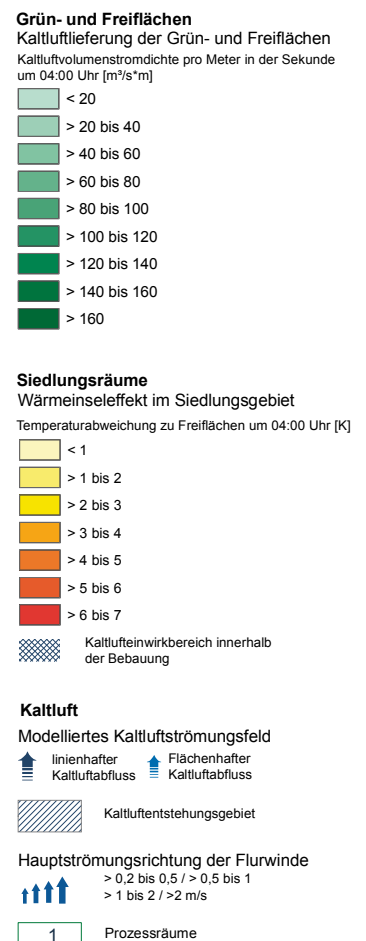 Grün- und Freiflächen
Kaltluftlieferung der Grün- und Freiflächen
Kaltluftvolumenstromdichte pro Meter in der Sekunde
um 04:00 Uhr [m³/s*m]
< 20
> 20 bis 40
> 40 bis 60
> 60 bis 80
> 80 bis 100
> 100 bis 120
> 120 bis 140
> 140 bis 160
> 160
Siedlungsräume
Wärmeinseleffekt im Siedlungsgebiet
Temperaturabweichung zu Freiflächen um 04:00 Uhr [K]
< 1
> 1 bis 2
> 2 bis 3
> 3 bis 4
> 4 bis 5
> 5 bis 6
> 6 bis 7
Kaltlufteinwirkbereich innerhalb
der Bebauung
Kaltluft
Modelliertes Kaltluftströmungsfeld
linienhafter
Kaltluftabfluss
Flächenhafter
Kaltluftabfluss
Kaltluftentstehungsgebiet
Hauptströmungsrichtung der Flurwinde
> 0,2 bis 0,5 / > 0,5 bis 1
> 1 bis 2 / >2 m/s
1 Prozessräume